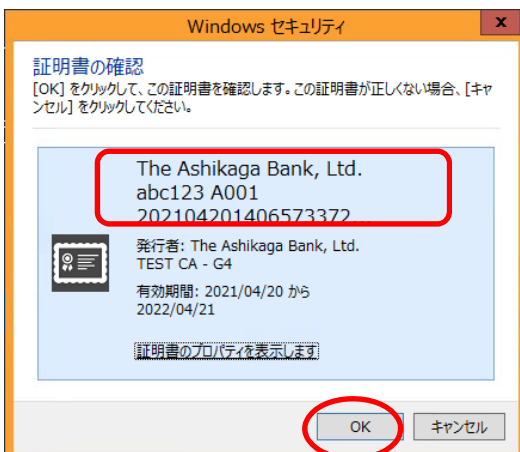 Windows セキュリティ
証明書の確認
[OK] をクリックして、この証明書を確認します。この証明書が正しくない場合、[キャ
ンセル] をクリックしてください。
The Ashikaga Bank, Ltd.
abc123 A001
202104201406573372...
発行者: The Ashikaga Bank, Ltd.
TEST CA - G4
有効期間: 2021/04/20 から
2022/04/21
証明書のプロパティを表示します
OK
キャンセル